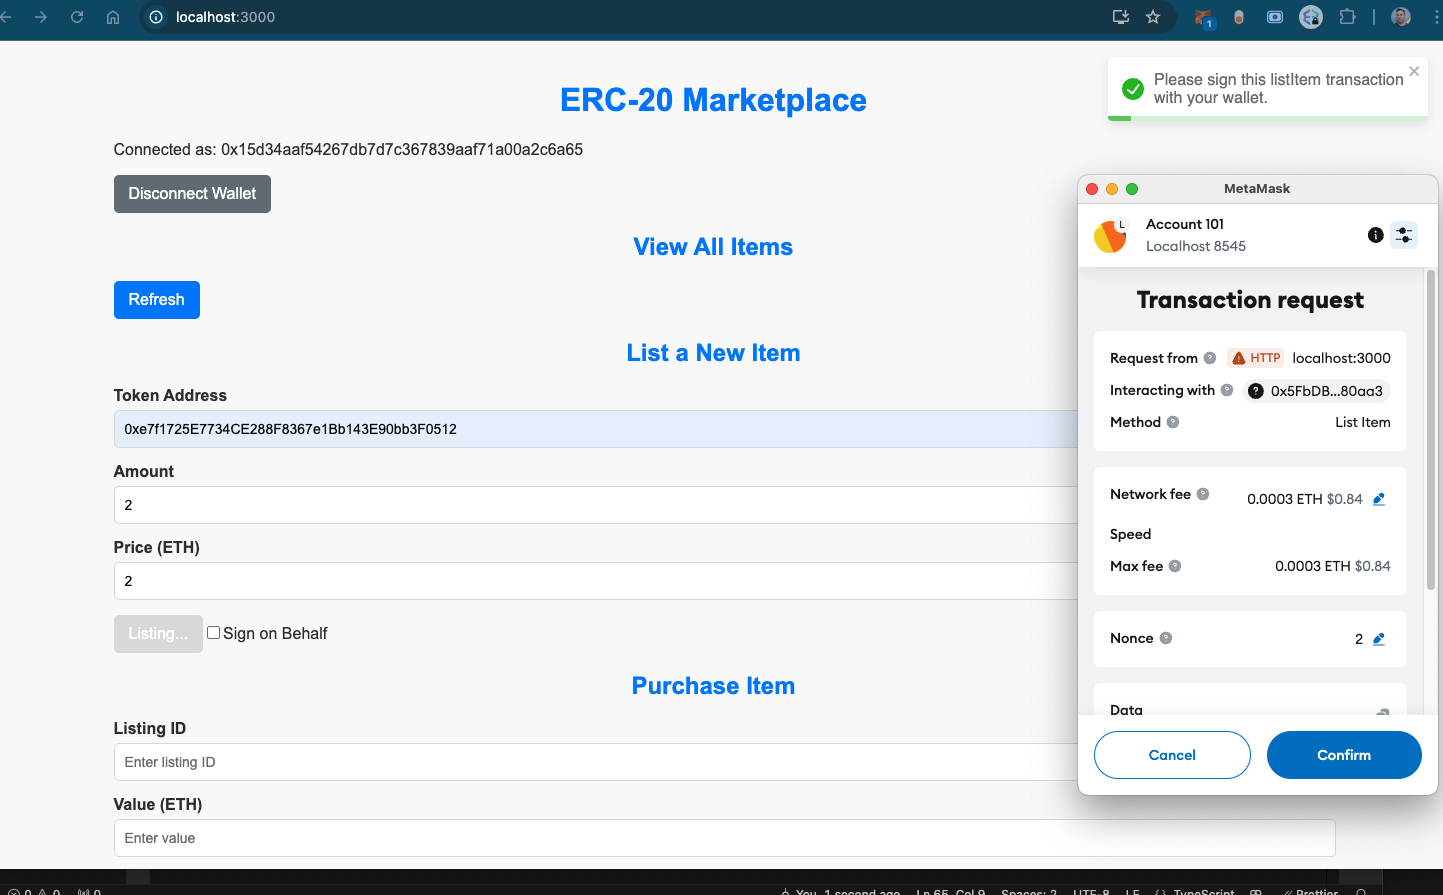 localhost:3000
1
ERC-20 Marketplace
Please sign this listItem transaction
with your wallet.
Connected as: 0x15d34aaf54267db7d7c367839aaf71a00a2c6a65
Disconnect Wallet
View All Items
Refresh
List a New Item
Token Address
0xe7f1725E7734CE288F8367e1Bb143E90bb3F0512
Amount
2
Price (ETH)
2
Listing...
Sign on Behalf
Purchase Item
Listing ID
Enter listing ID
Value (ETH)
Enter value
MetaMask
L
Account 101
Localhost 8545
Transaction request
Request from HTTP localhost:3000
Interacting with 0x5FbDB...80aa3
Method List Item
Network fee 0.0003 ETH $0.84
Speed
Max fee 0.0003 ETH $0.84
Nonce 2
Data
Cancel Confirm
0 0 0 You, 1 second ago Ln 65, Col 9 Spaces: 2 UTF-8 LF {} TypeScript Prettier